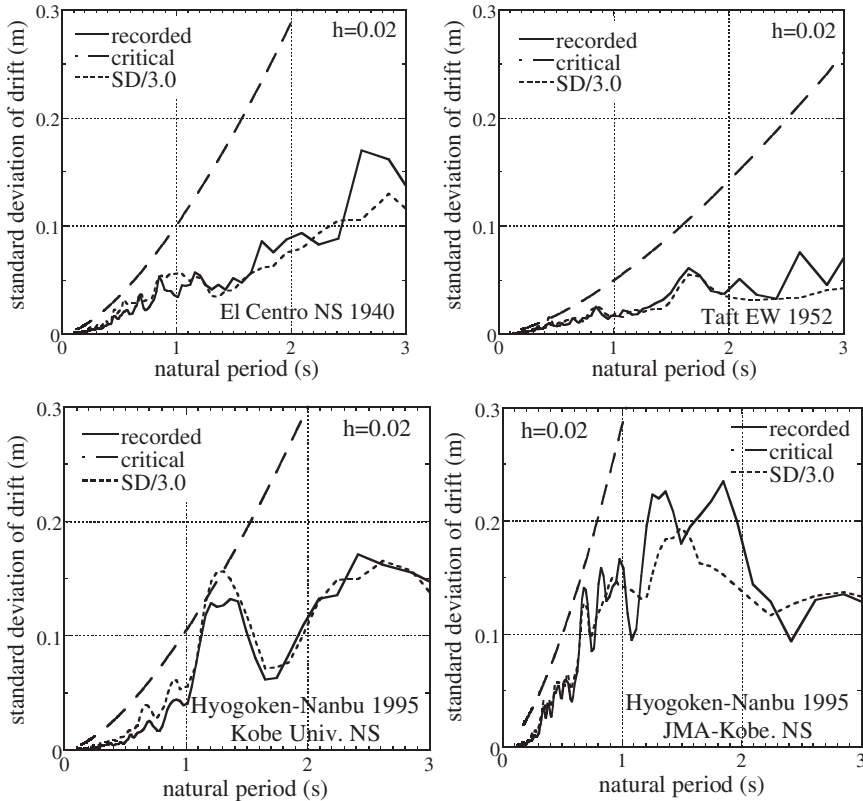 standard deviation of drift (m)
0.3
0.2
0.1
0
recorded
critical
SD/3.0
h=0.02
El Centro NS 1940
0 1 2 3
natural period (s)
standard deviation of drift (m)
0.3
0.2
0.1
0
recorded
critical
SD/3.0
h=0.02
Taft EW 1952
0 1 2 3
natural period (s)
standard deviation of drift (m)
0.3
0.2
0.1
0
recorded
critical
SD/3.0
h=0.02
Hyogoken-Nanbu 1995
Kobe Univ. NS
0 1 2 3
natural period (s)
standard deviation of drift (m)
0.3
0.2
0.1
0
h=0.02
recorded
critical
SD/3.0
Hyogoken-Nanbu 1995
JMA-Kobe. NS
0 1 2 3
natural period (s)